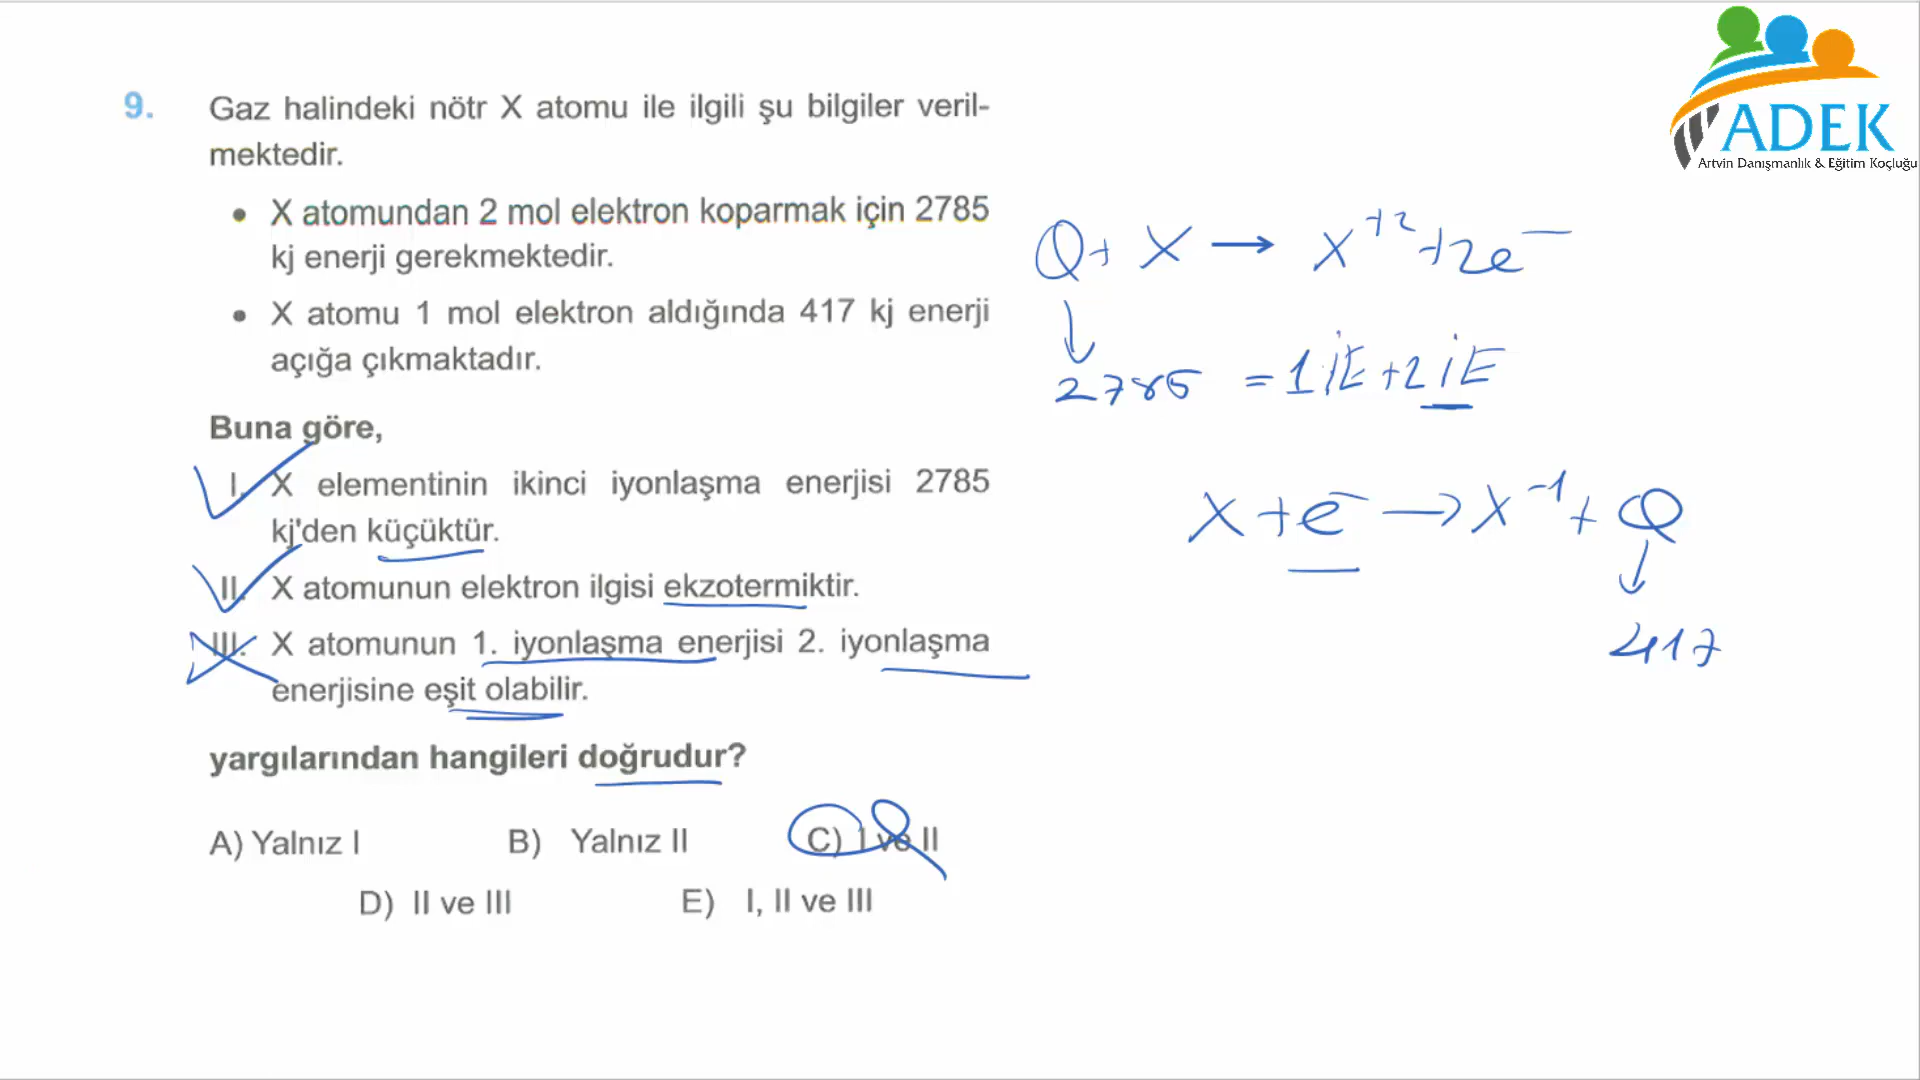 ADEK
Artvin Danışmanlık & Eğitim Koçluğu
9. Gaz halindeki nötr X atomu ile ilgili şu bilgiler veril-
mektedir.
• X atomundan 2 mol elektron koparmak için 2785
kj enerji gerekmektedir.
• X atomu 1 mol elektron aldığında 417 kj enerji
açığa çıkmaktadır.
Buna göre,
I. X elementinin ikinci iyonlaşma enerjisi 2785
kj'den küçüktür.
II. X atomunun elektron ilgisi ekzotermiktir.
III. X atomunun 1. iyonlaşma enerjisi 2. iyonlaşma
enerjisine eşit olabilir.
yargılarından hangileri doğrudur?
A) Yalnız I B) Yalnız II C) I ve II
D) II ve III E) I, II ve III
Q + X → X⁺² + 2e⁻
↓
2785 = 1 İE + 2 İE
X + e⁻ → X⁻¹ + Q
↓
417